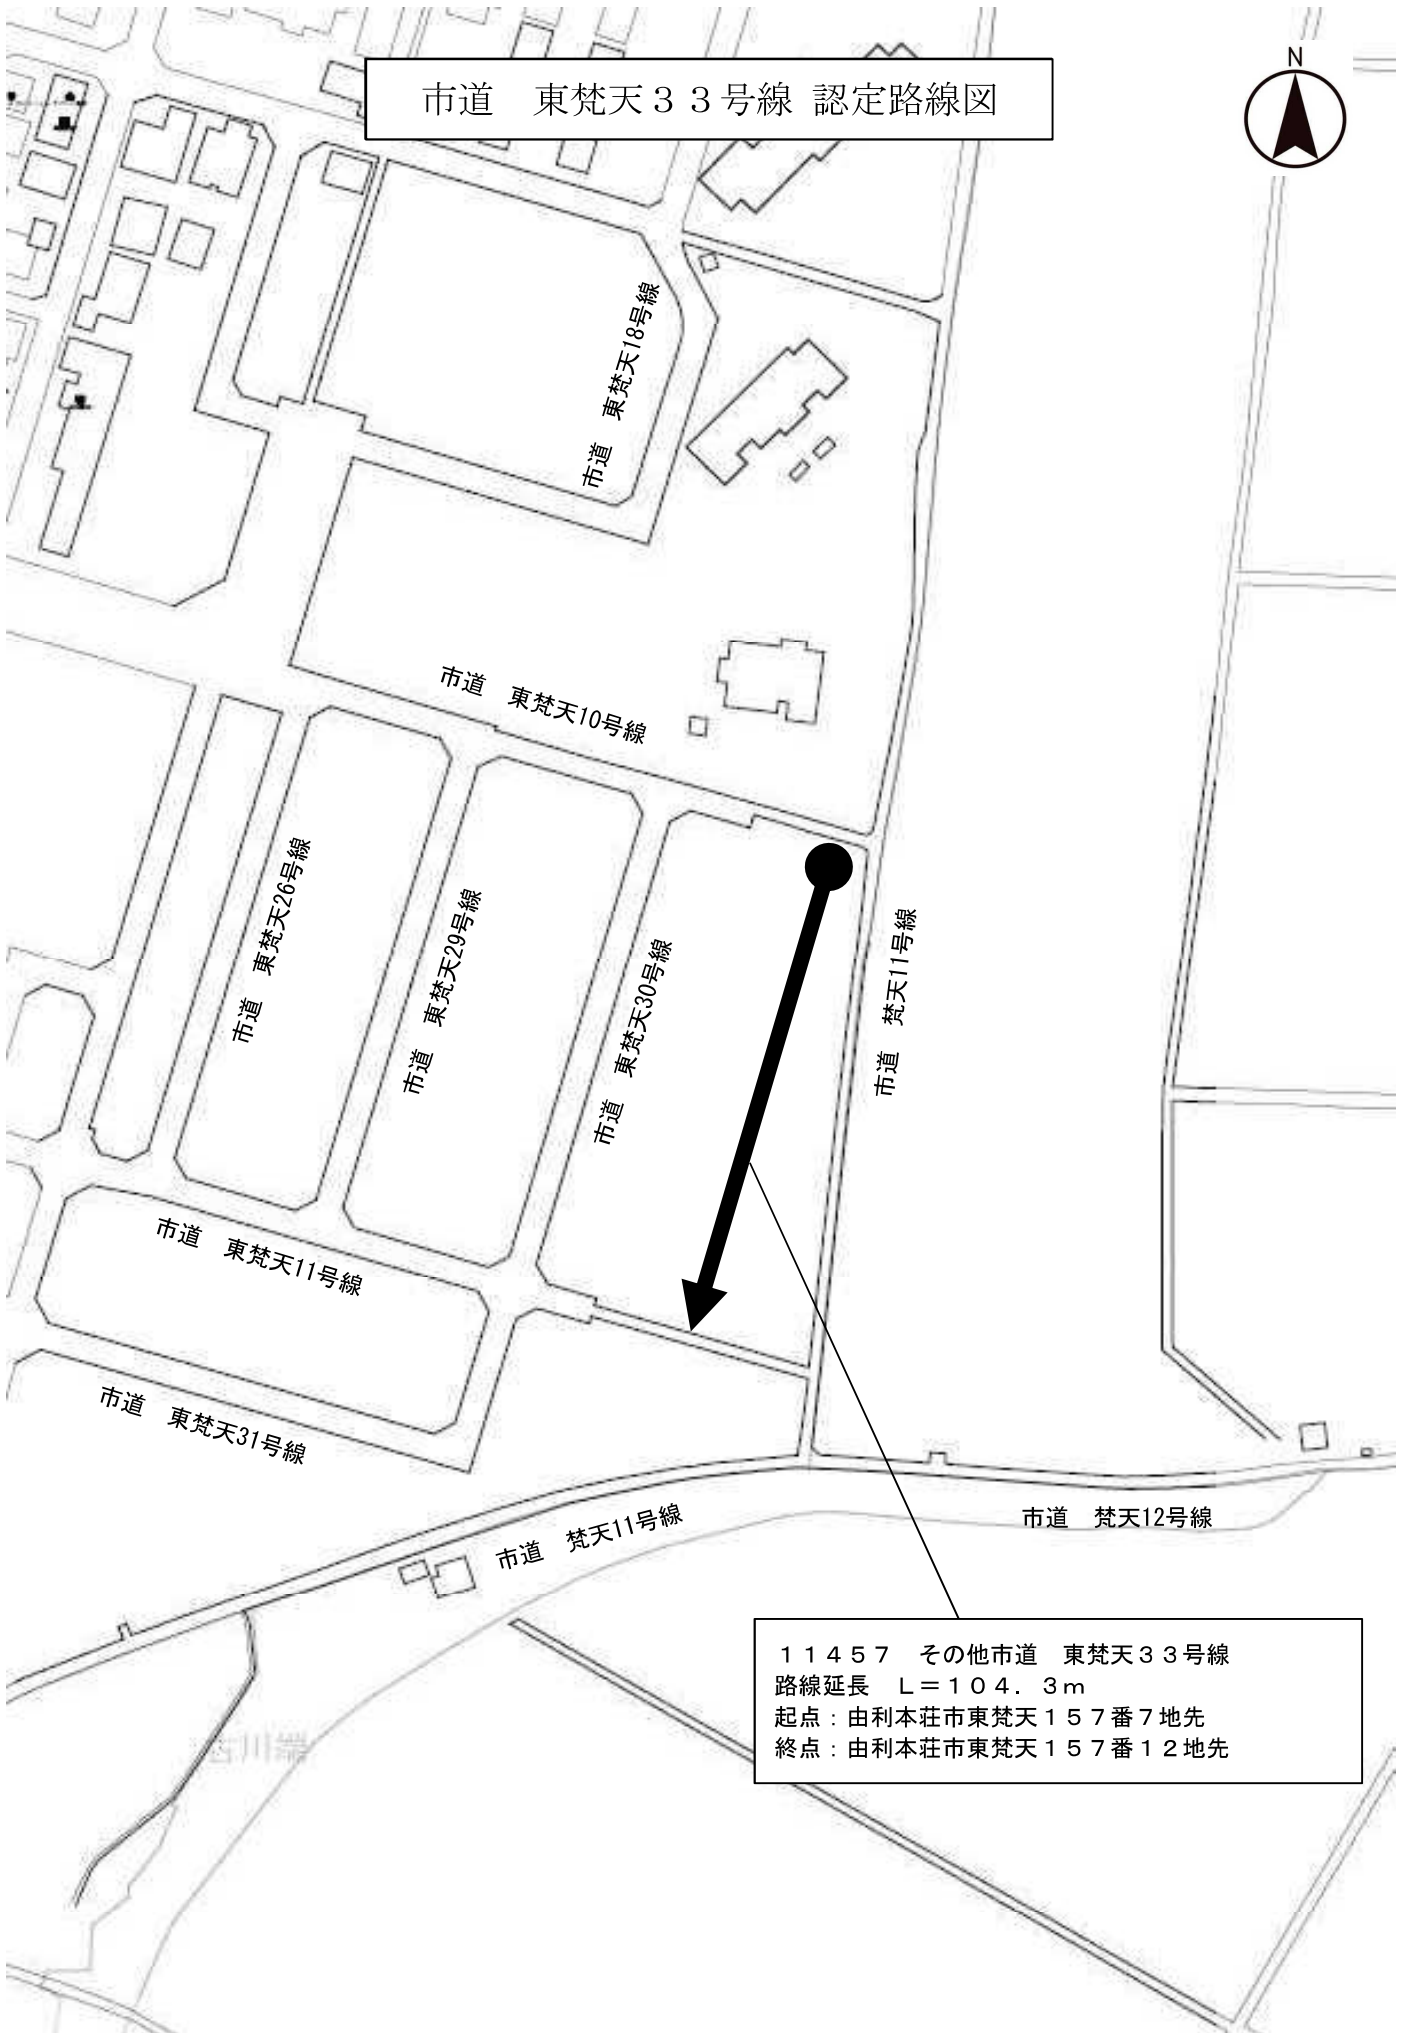 市道　東梵天３３号線 認定路線図
N
市道　東梵天18号線
市道　東梵天10号線
市道　東梵天26号線
市道　東梵天29号線
市道　東梵天30号線
市道　梵天11号線
市道　東梵天11号線
市道　東梵天31号線
市道　梵天11号線
市道　梵天12号線
１１４５７　その他市道　東梵天３３号線
路線延長　Ｌ＝１０４．３ｍ
起点：由利本荘市東梵天１５７番７地先
終点：由利本荘市東梵天１５７番１２地先